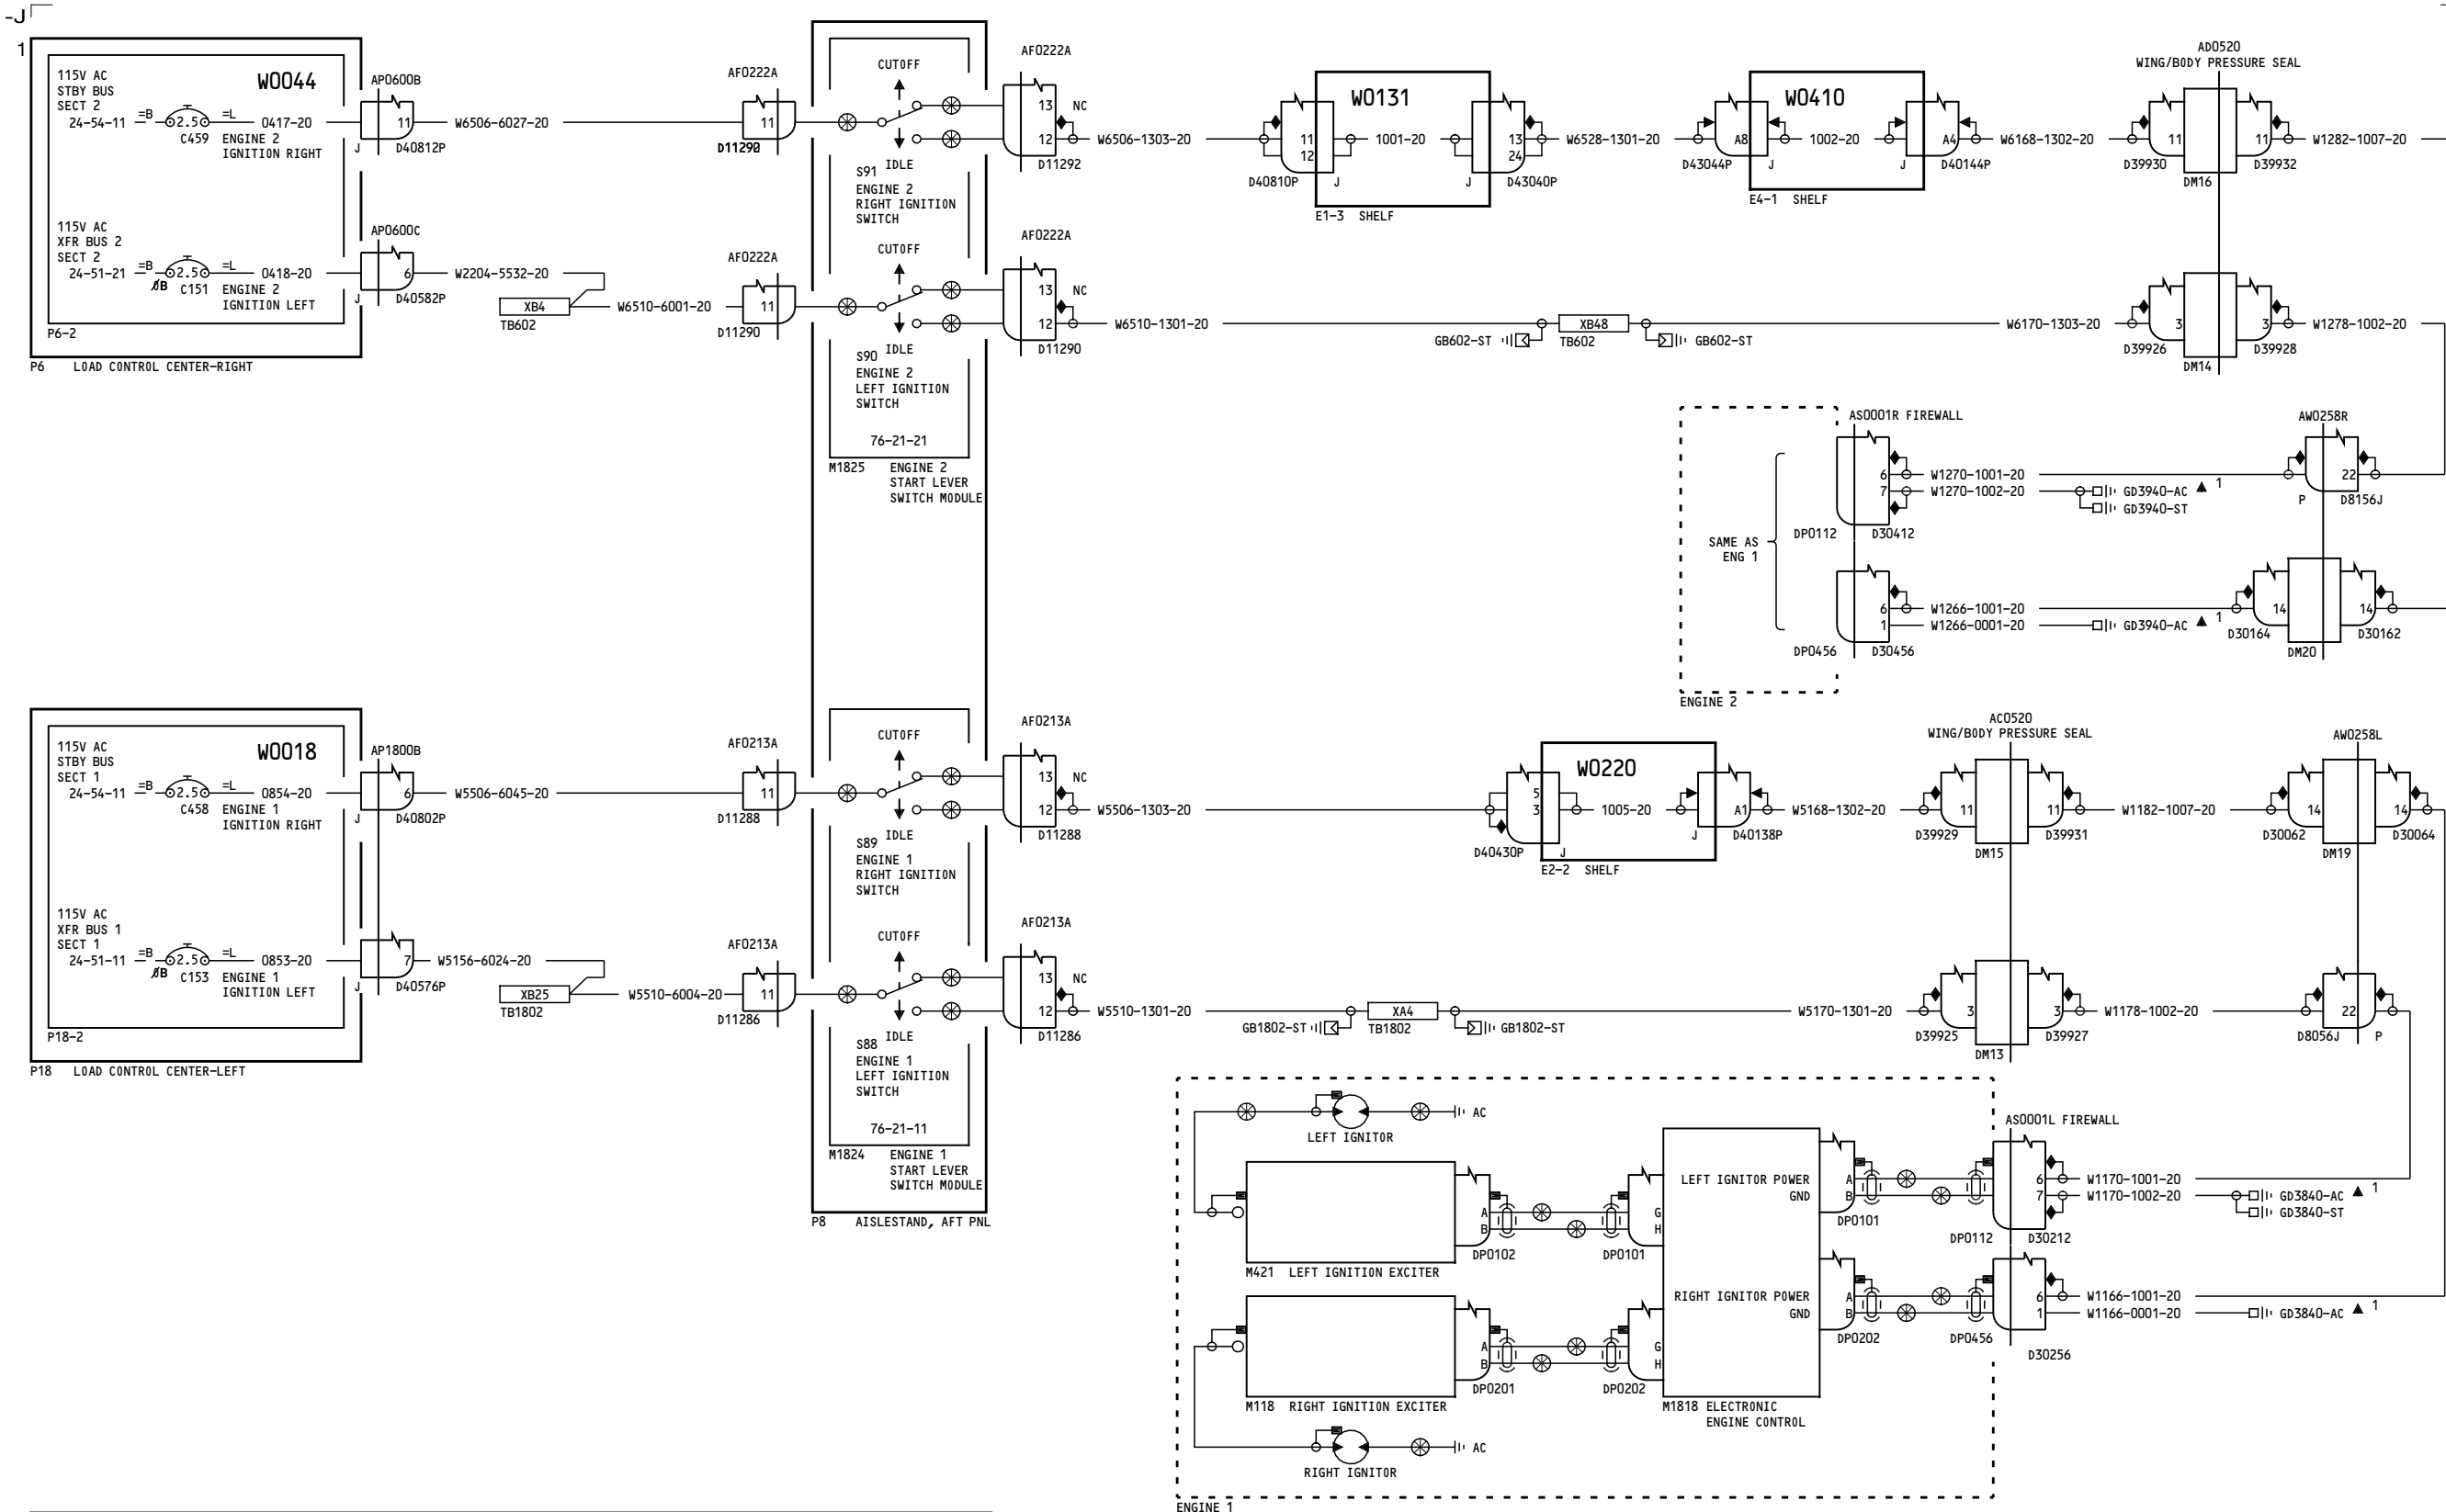 -J
1
115V AC
STBY BUS
SECT 2
24-54-11
=B
2.5
=L
C459
W0044
0417-20
ENGINE 2
IGNITION RIGHT
AP0600B
11
J
D40812P
W6506-6027-20
115V AC
XFR BUS 2
SECT 2
24-51-21
=B
2.5
=L
ØB
C151
0418-20
ENGINE 2
IGNITION LEFT
AP0600C
6
J
D40582P
W2204-5532-20
XB4
TB602
W6510-6001-20
P6-2
P6 LOAD CONTROL CENTER-RIGHT
AF0222A
11
CUTOFF
IDLE
S91
ENGINE 2
RIGHT IGNITION
SWITCH
AF0222A
13 NC
12
D11292
W6506-1303-20
AF0222A
11
D11290
CUTOFF
IDLE
S90
ENGINE 2
LEFT IGNITION
SWITCH
76-21-21
M1825 ENGINE 2
START LEVER
SWITCH MODULE
AF0222A
13 NC
12
D11290
W6510-1301-20
11
12
D40810P
J
W0131
1001-20
J
13
24
D43040P
E1-3 SHELF
W6528-1301-20
A8
D43044P
J
W0410
1002-20
J
A4
D40144P
E4-1 SHELF
W6168-1302-20
AD0520
WING/BODY PRESSURE SEAL
11
D39930
DM16
11
D39932
W1282-1007-20
GB602-ST
XB48
TB602
GB602-ST
W6170-1303-20
3
D39926
DM14
3
D39928
W1278-1002-20
SAME AS
ENG 1
AS0001R FIREWALL
6
7
DP0112
D30412
W1270-1001-20
W1270-1002-20
GD3940-AC
1
GD3940-ST
AW0258R
22
P
D8156J
6
1
DP0456
D30456
W1266-1001-20
W1266-0001-20
GD3940-AC
1
14
D30164
DM20
14
D30162
ENGINE 2
115V AC
STBY BUS
SECT 1
24-54-11
=B
2.5
=L
C458
W0018
0854-20
ENGINE 1
IGNITION RIGHT
AP1800B
6
J
D40802P
W5506-6045-20
115V AC
XFR BUS 1
SECT 1
24-51-11
=B
2.5
=L
ØB
C153
0853-20
ENGINE 1
IGNITION LEFT
7
J
D40576P
W5156-6024-20
XB25
TB1802
W5510-6004-20
P18-2
P18 LOAD CONTROL CENTER-LEFT
AF0213A
11
D11288
CUTOFF
IDLE
S89
ENGINE 1
RIGHT IGNITION
SWITCH
AF0213A
13 NC
12
D11288
W5506-1303-20
AF0213A
11
D11286
CUTOFF
IDLE
S88
ENGINE 1
LEFT IGNITION
SWITCH
76-21-11
M1824 ENGINE 1
START LEVER
SWITCH MODULE
P8 AISLESTAND, AFT PNL
AF0213A
13 NC
12
D11286
W5510-1301-20
5
3
D40430P
J
W0220
1005-20
J
A1
D40138P
E2-2 SHELF
W5168-1302-20
AC0520
WING/BODY PRESSURE SEAL
11
D39929
DM15
11
D39931
W1182-1007-20
AW0258L
14
D30062
DM19
14
D30064
GB1802-ST
XA4
TB1802
GB1802-ST
W5170-1301-20
3
D39925
DM13
3
D39927
W1178-1002-20
22
D8056J
P
AC
LEFT IGNITOR
M421 LEFT IGNITION EXCITER
A
B
DP0102
G
H
DP0101
LEFT IGNITOR POWER
GND
A
B
DP0101
AS0001L FIREWALL
6
7
DP0112
D30212
W1170-1001-20
W1170-1002-20
GD3840-AC
1
GD3840-ST
RIGHT IGNITOR POWER
GND
A
B
DP0202
6
1
DP0456
D30256
W1166-1001-20
W1166-0001-20
GD3840-AC
1
M118 RIGHT IGNITION EXCITER
A
B
DP0201
G
H
DP0202
M1818 ELECTRONIC
ENGINE CONTROL
AC
RIGHT IGNITOR
ENGINE 1